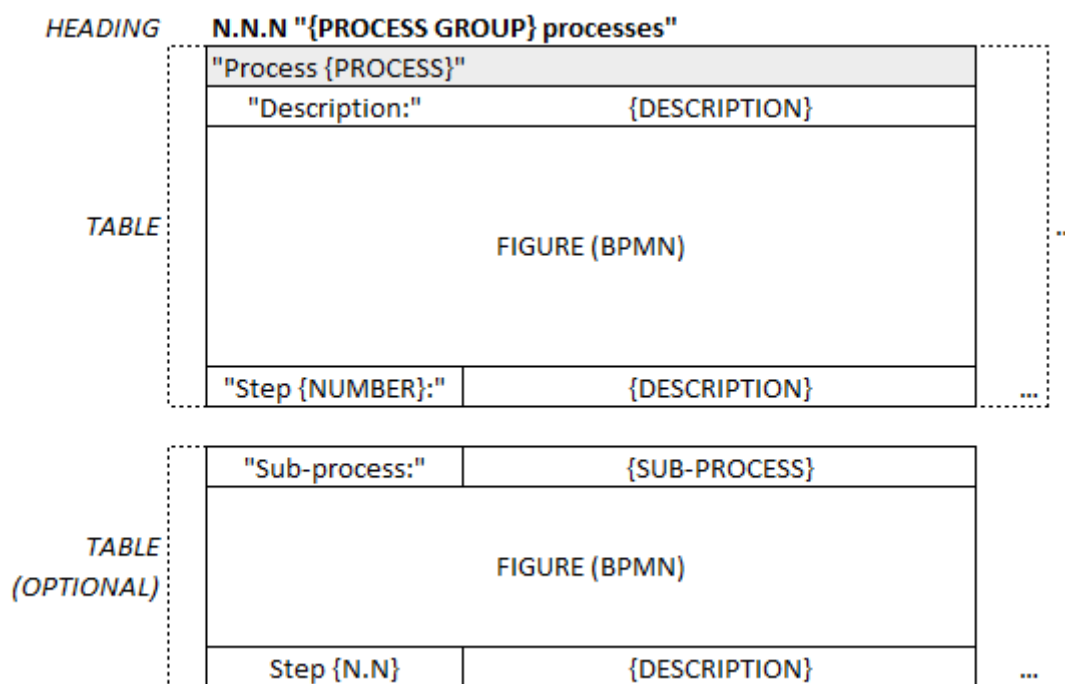 HEADING N.N.N "{PROCESS GROUP} processes"
"Process {PROCESS}"
"Description:" {DESCRIPTION}
TABLE
FIGURE (BPMN)
..
"Step {NUMBER}:" {DESCRIPTION} ...
"Sub-process:" {SUB-PROCESS}
TABLE
(OPTIONAL)
FIGURE (BPMN)
Step {N.N} {DESCRIPTION} ...